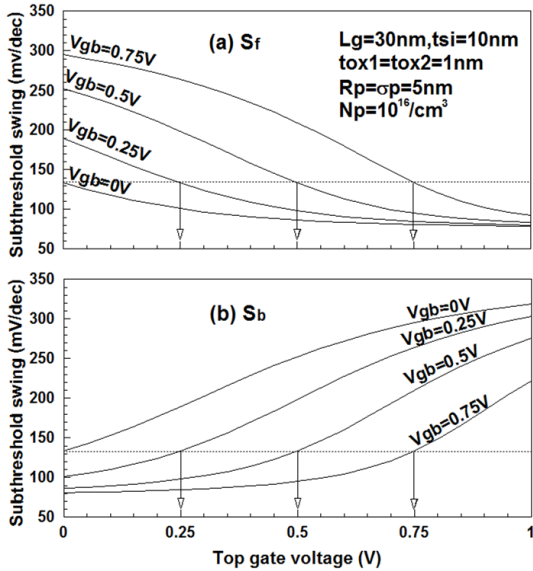 350
300
250
200
150
100
50
Subthreshold swing (mv/dec)
(a) Sf
Lg=30nm,tsi=10nm
tox1=tox2=1nm
Rp=σp=5nm
Np=10¹⁶/cm³
Vgb=0.75V
Vgb=0.5V
Vgb=0.25V
Vgb=0V
350
300
250
200
150
100
50
Subthreshold swing (mV/dec)
(b) Sb
Vgb=0V
Vgb=0.25V
Vgb=0.5V
Vgb=0.75V
0 0.25 0.5 0.75 1
Top gate voltage (V)